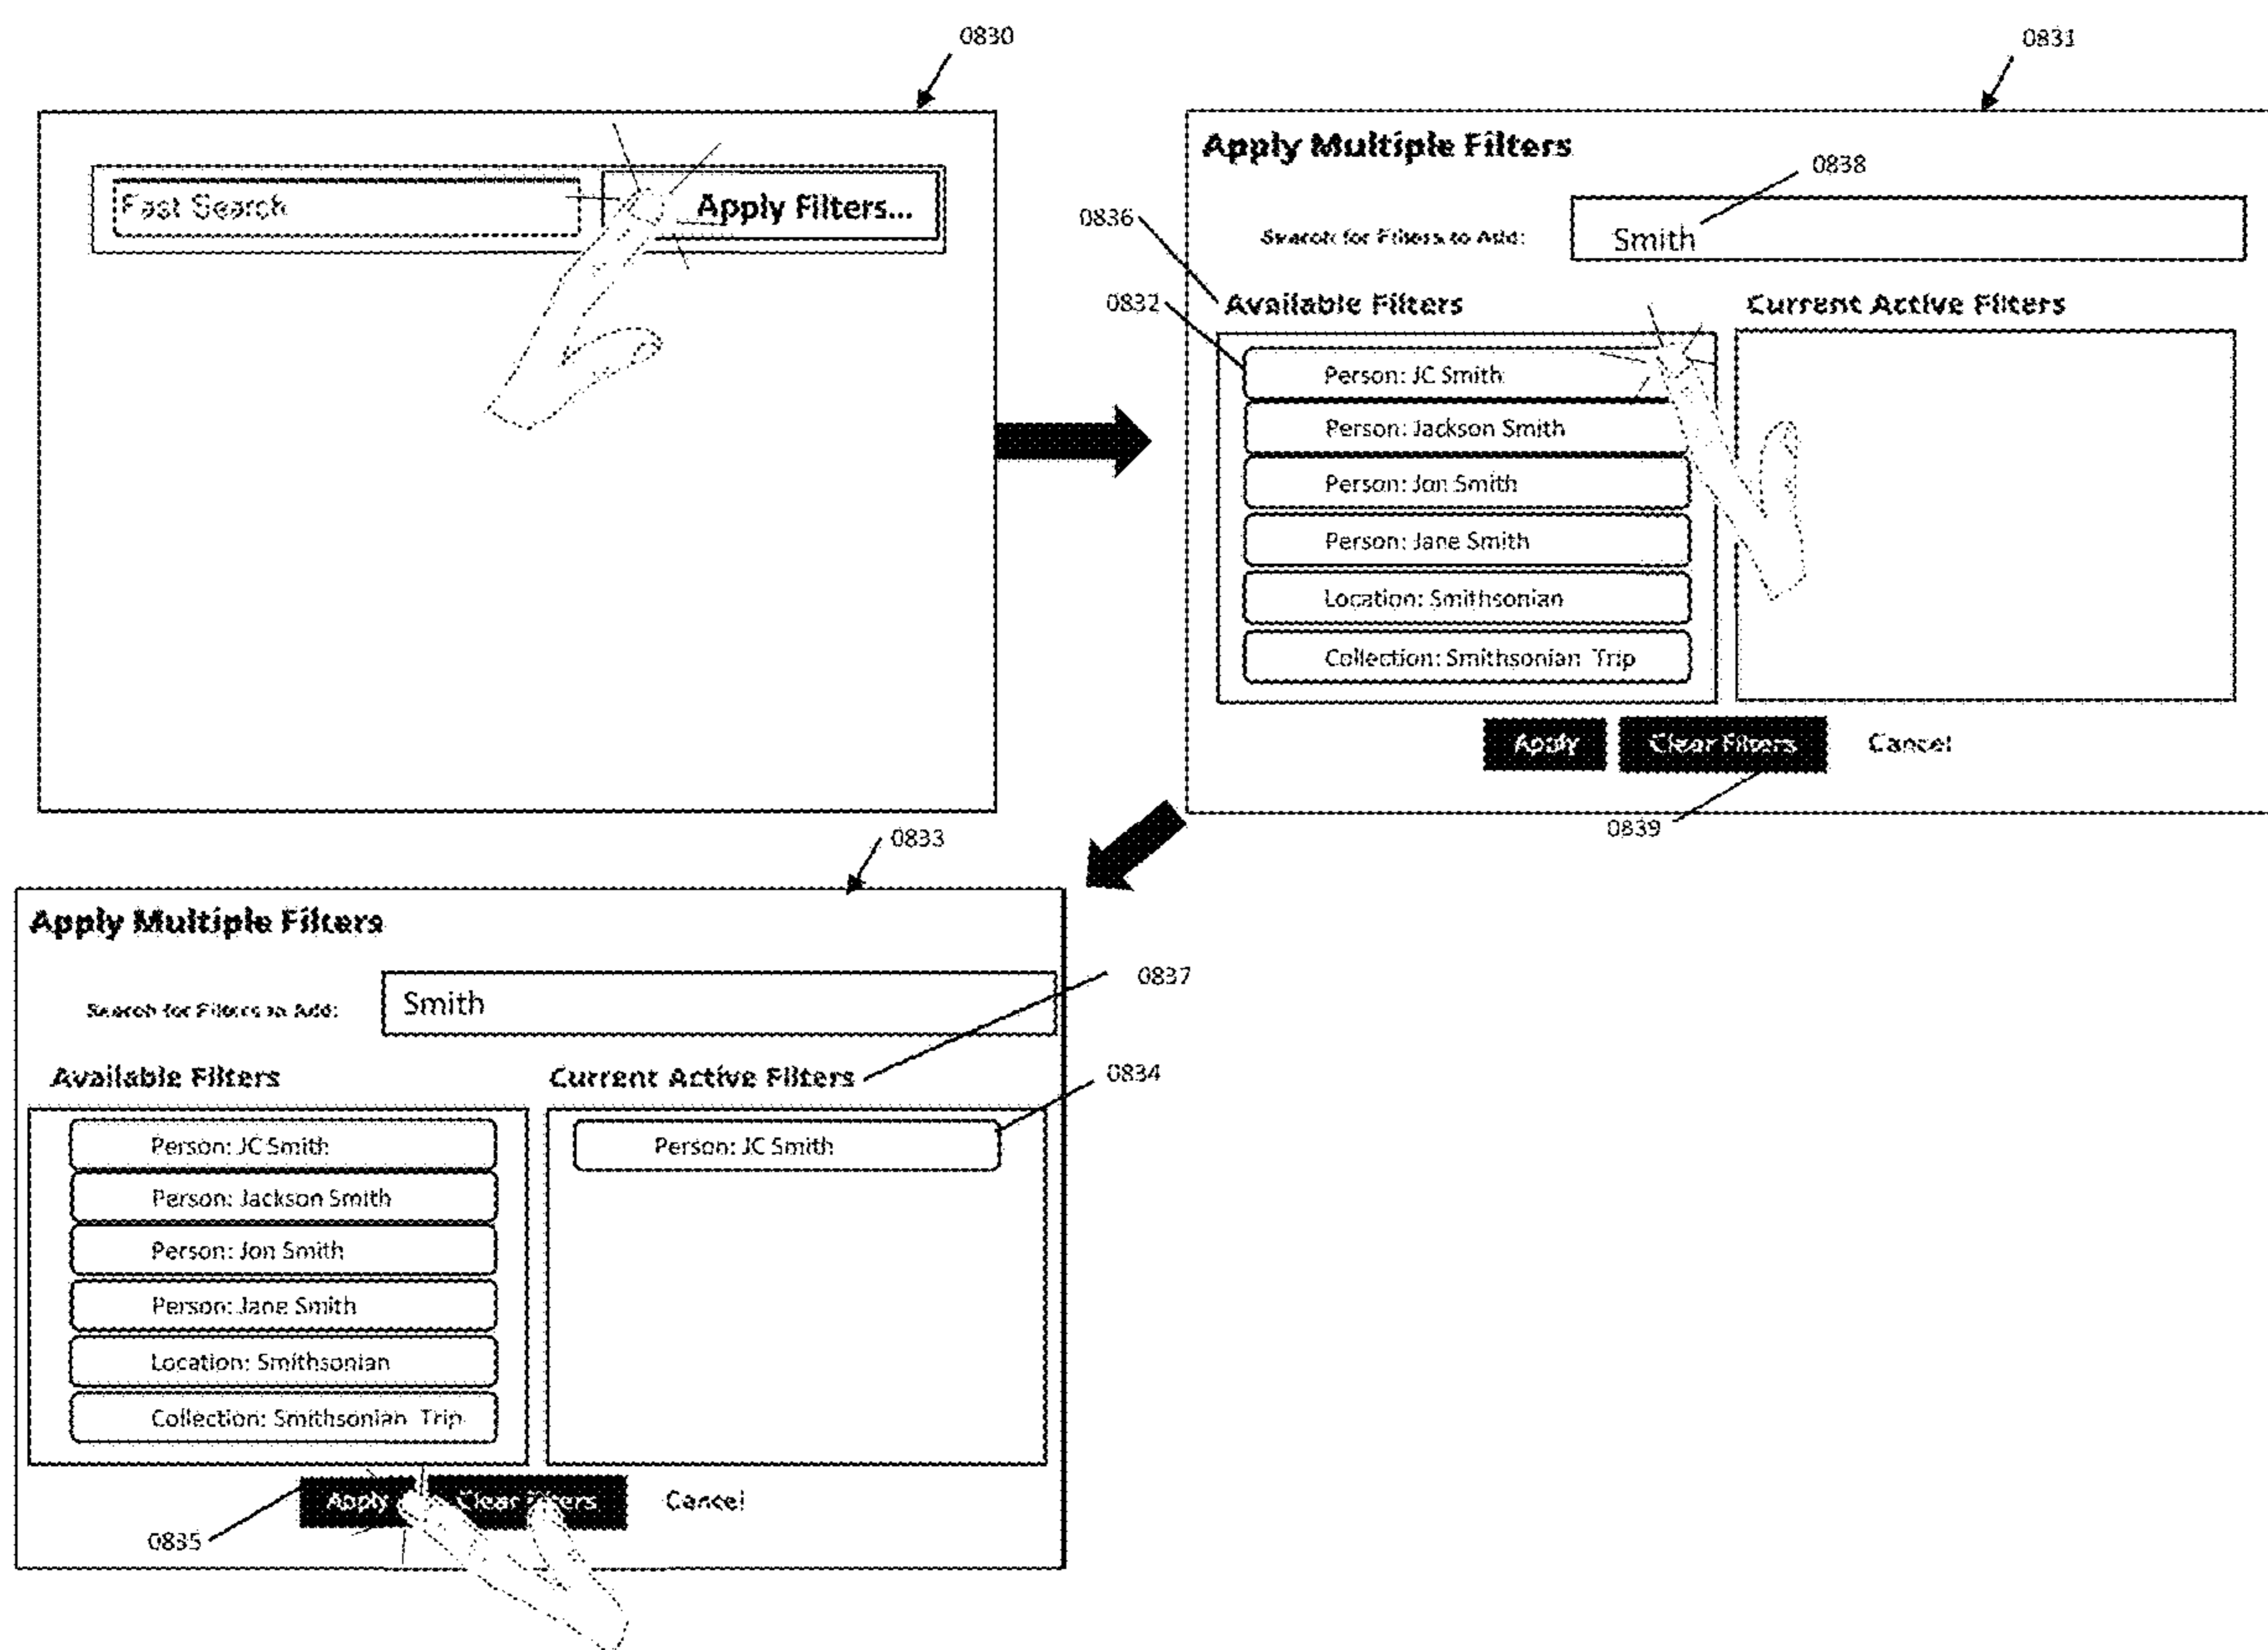 0830
Fast Search Apply Filters...
0831
Apply Multiple Filters
0838
Search for Filters to Add: Smith
0836
0832
Available Filters Current Active Filters
Person: JC Smith
Person: Jackson Smith
Person: Jon Smith
Person: Jane Smith
Location: Smithsonian
Collection: Smithsonian Trip
Apply Clear Filters Cancel
0839
0833
Apply Multiple Filters
0837
Search for Filters to Add: Smith
Available Filters Current Active Filters
0834
Person: JC Smith Person: JC Smith
Person: Jackson Smith
Person: Jon Smith
Person: Jane Smith
Location: Smithsonian
Collection: Smithsonian Trip
Apply Clear Filters Cancel
0835